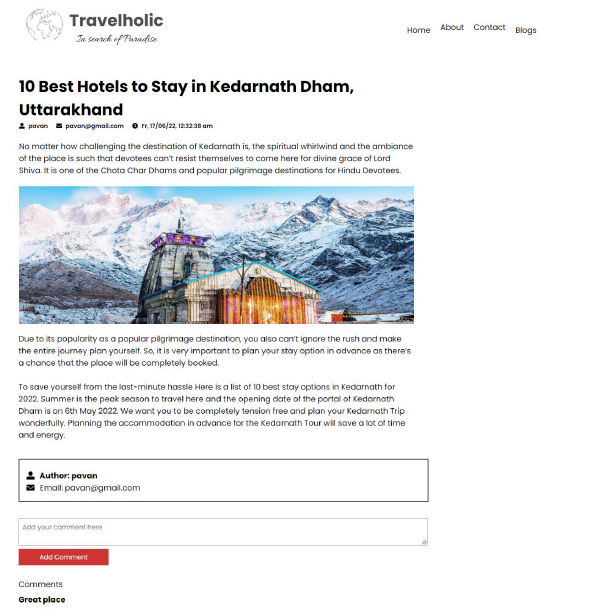 Travelholic
In search of Paradise
Home About Contact Blogs
10 Best Hotels to Stay in Kedarnath Dham,
Uttarakhand
pavan pavan@gmail.com Fr, 17/06/22, 12:32:38 am
No matter how challenging the destination of Kedarnath is, the spiritual whirlwind and the ambiance
of the place is such that devotees can't resist themselves to come here for divine grace of Lord
Shiva. It is one of the Chota Char Dhams and popular pilgrimage destinations for Hindu Devotees.
Due to its popularity as a popular pilgrimage destination, you also can't ignore the rush and make
the entire journey plan yourself. So, it is very important to plan your stay option in advance as there's
a chance that the place will be completely booked.
To save yourself from the last-minute hassle Here is a list of 10 best stay options in Kedarnath for
2022. Summer is the peak season to travel here and the opening date of the portal of Kedarnath
Dham is on 6th May 2022. We want you to be completely tension free and plan your Kedarnath Trip
wonderfully. Planning the accommodation in advance for the Kedarnath Tour will save a lot of time
and energy.
Author: pavan
Email: pavan@gmail.com
Add your comment here
Add Comment
Comments
Great place